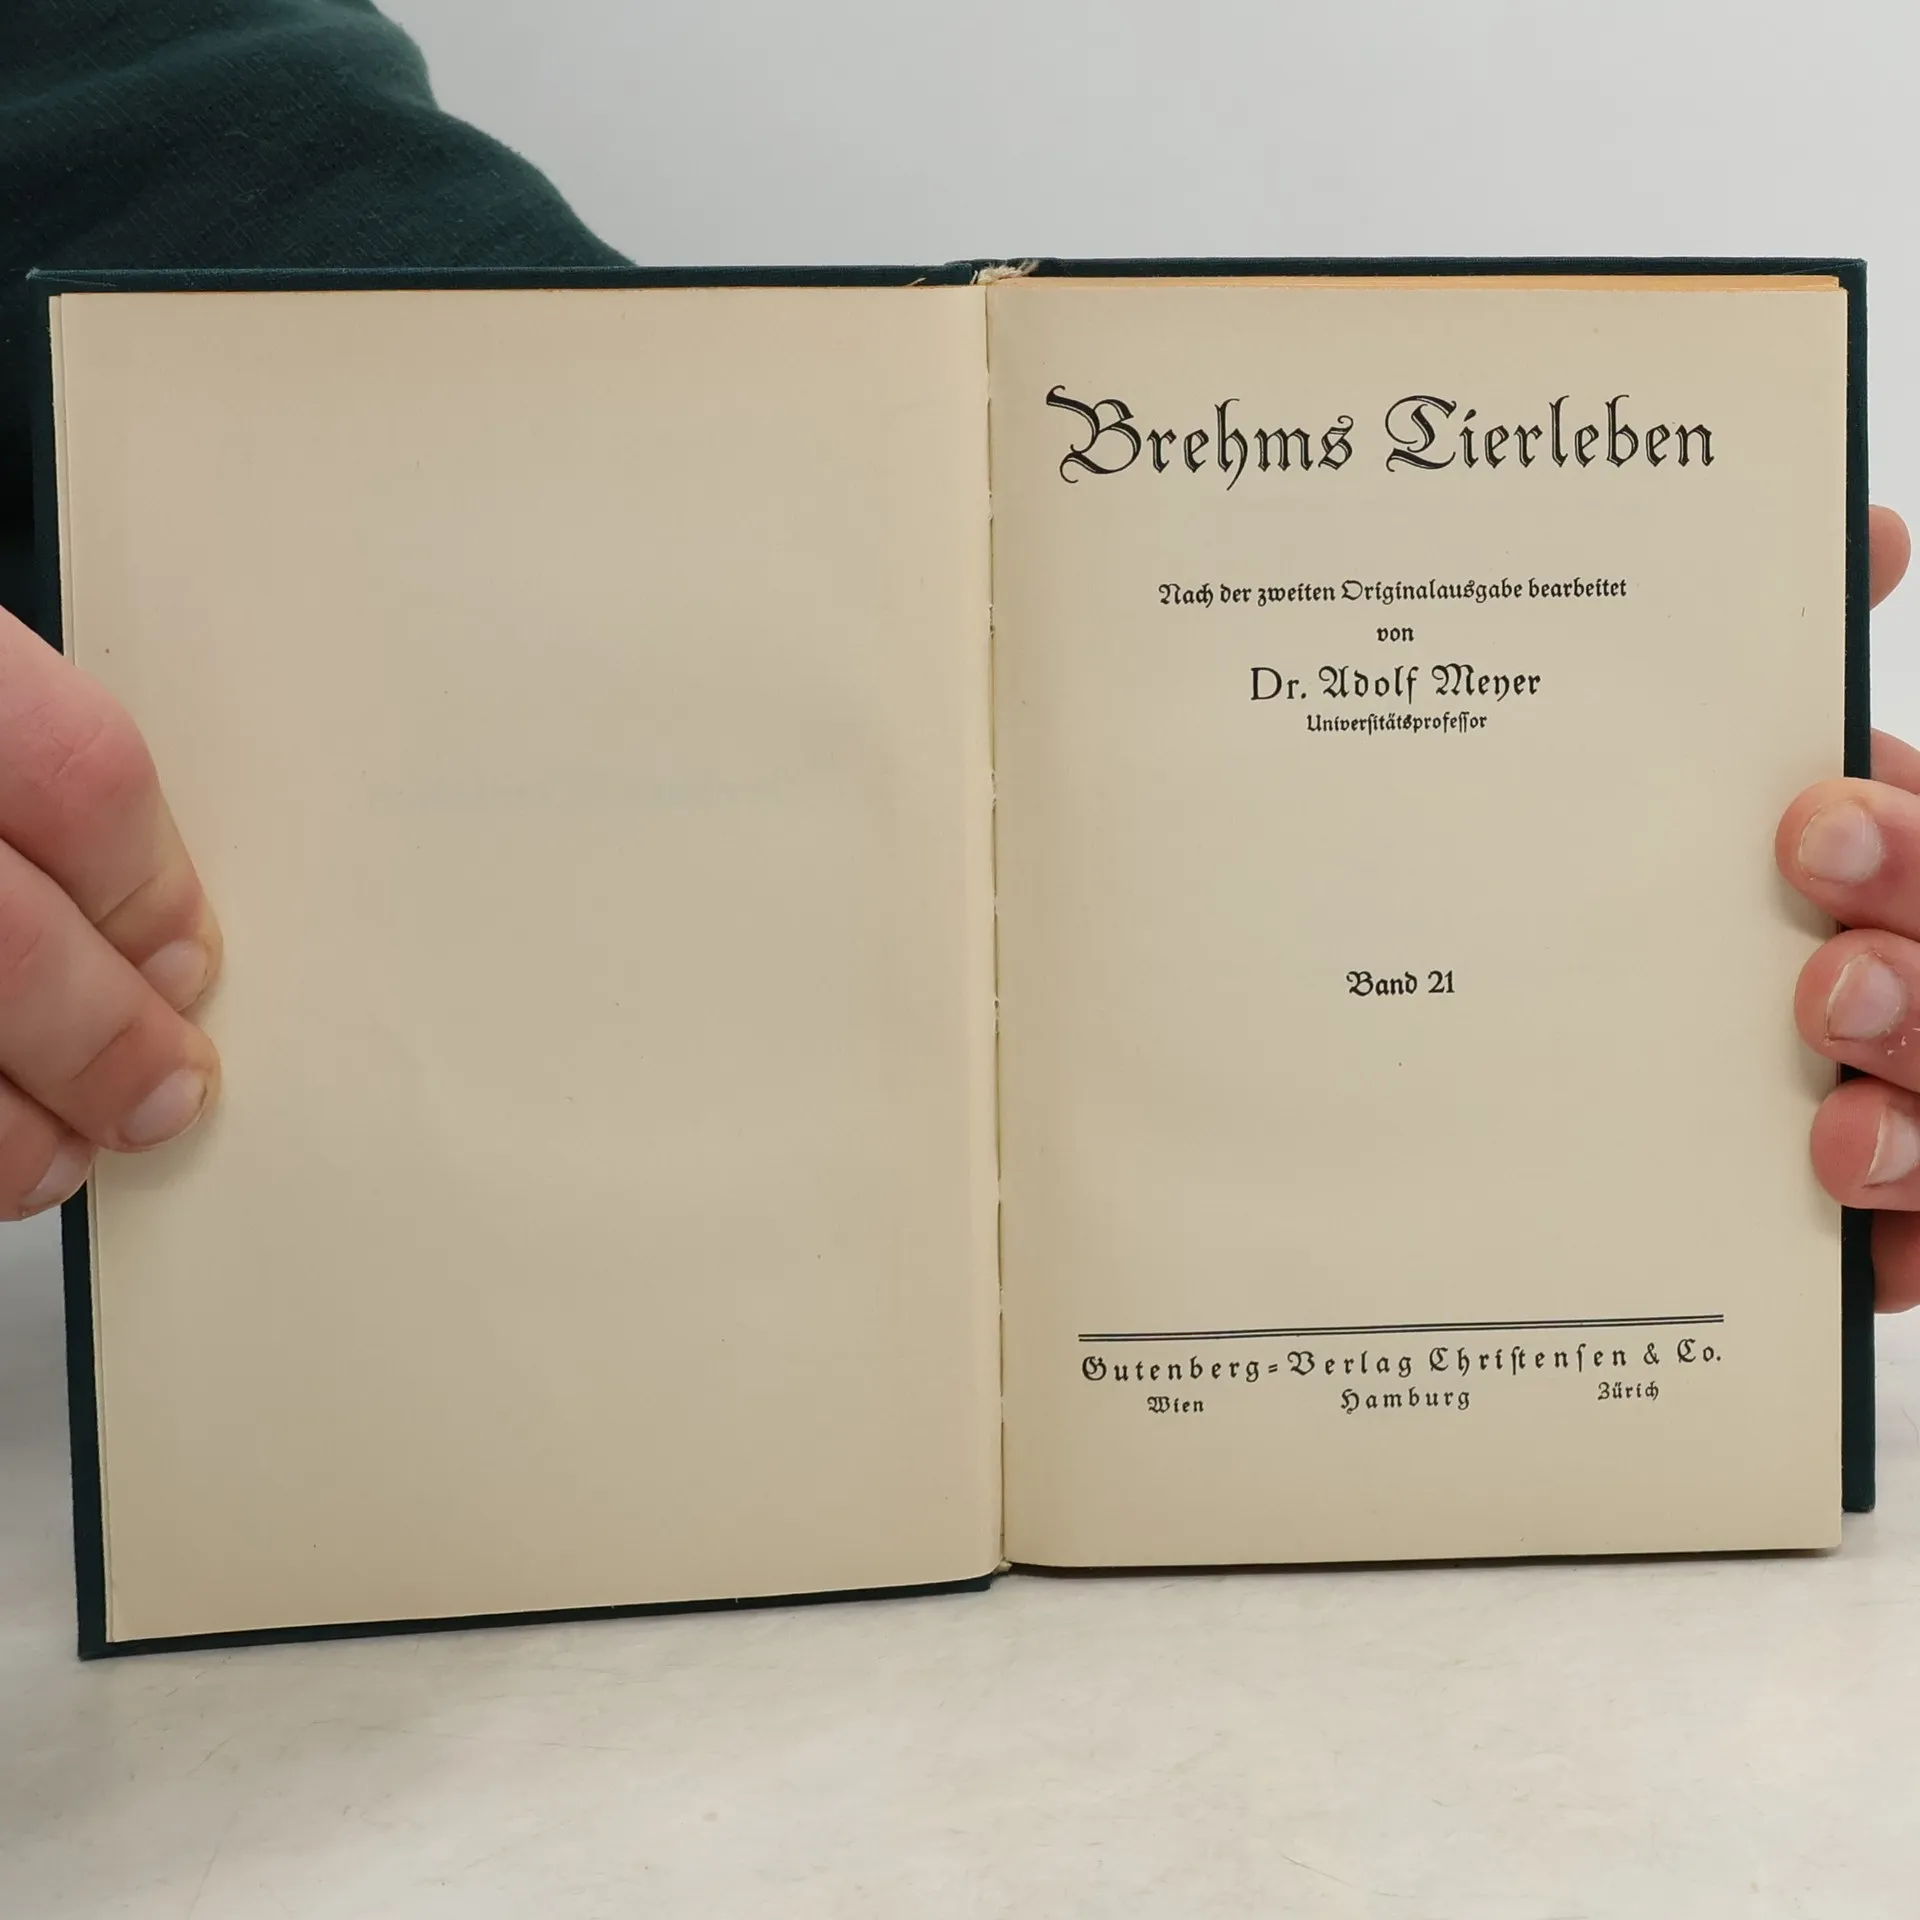 Brehms Tierleben
Nach der zweiten Originalausgabe bearbeitet
von
Dr. Adolf Meyer
Universitätsprofessor
Band 21
Gutenberg-Verlag Christensen & Co.
Wien Hamburg Zürich